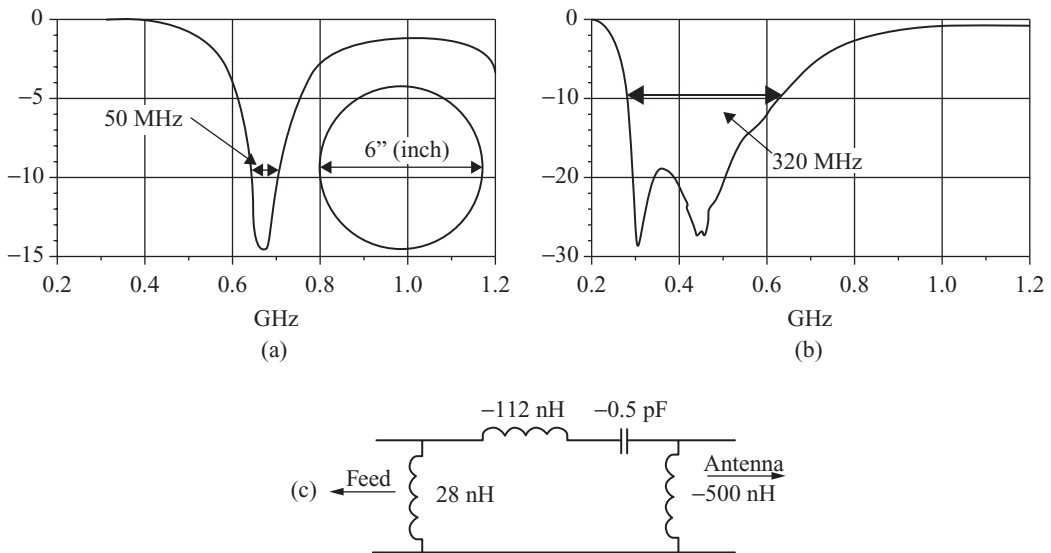 0
−5
−10
−15
50 MHz
6” (inch)
0.2 0.4 0.6 0.8 1.0 1.2
GHz
(a)
0
−10
−20
−30
320 MHz
0.2 0.4 0.6 0.8 1.0 1.2
GHz
(b)
−112 nH −0.5 pF
(c)
Feed
28 nH
Antenna
−500 nH